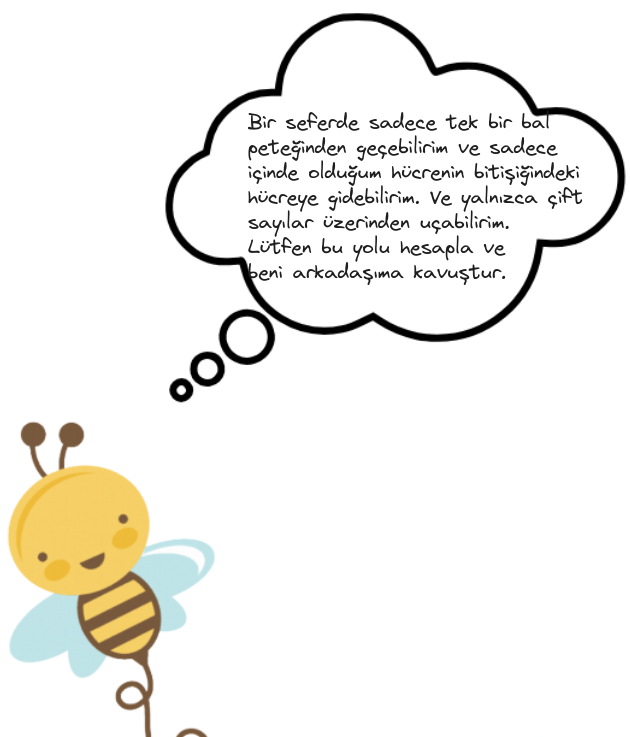 Bir seferde sadece tek bir bal
peteğinden geçebilirim ve sadece
içinde olduğum hücrenin bitişiğindeki
hücreye gidebilirim. Ve yalnızca çift
sayılar üzerinden uçabilirim.
Lütfen bu yolu hesapla ve
beni arkadaşıma kavuştur.